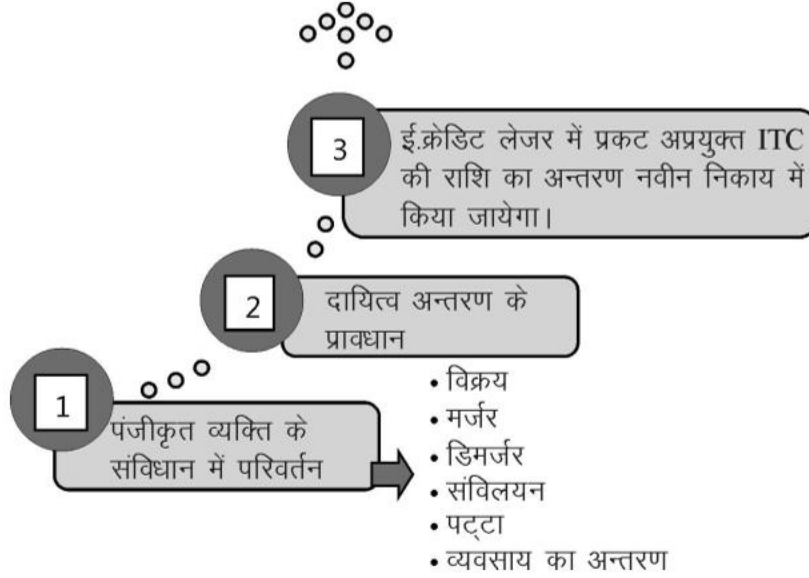 3
ई.क्रेडिट लेजर में प्रकट अप्रयुक्त ITC
की राशि का अन्तरण नवीन निकाय में
किया जायेगा।
2
दायित्व अन्तरण के
प्रावधान
1
पंजीकृत व्यक्ति के
संविधान में परिवर्तन
• विक्रय
• मर्जर
• डिमर्जर
• संविलयन
• पट्टा
• व्यवसाय का अन्तरण